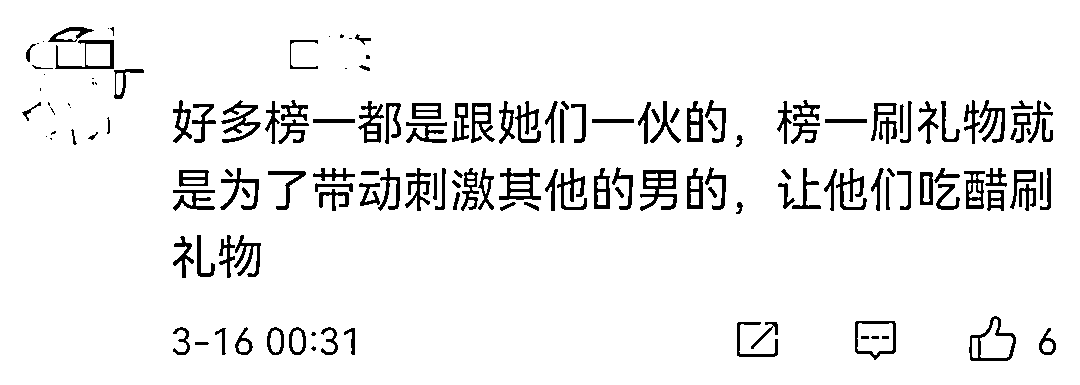 好多榜一都是跟她们一伙的，榜一刷礼物就
是为了带动刺激其他的男的，让他们吃醋刷
礼物
3-16 00:31
6